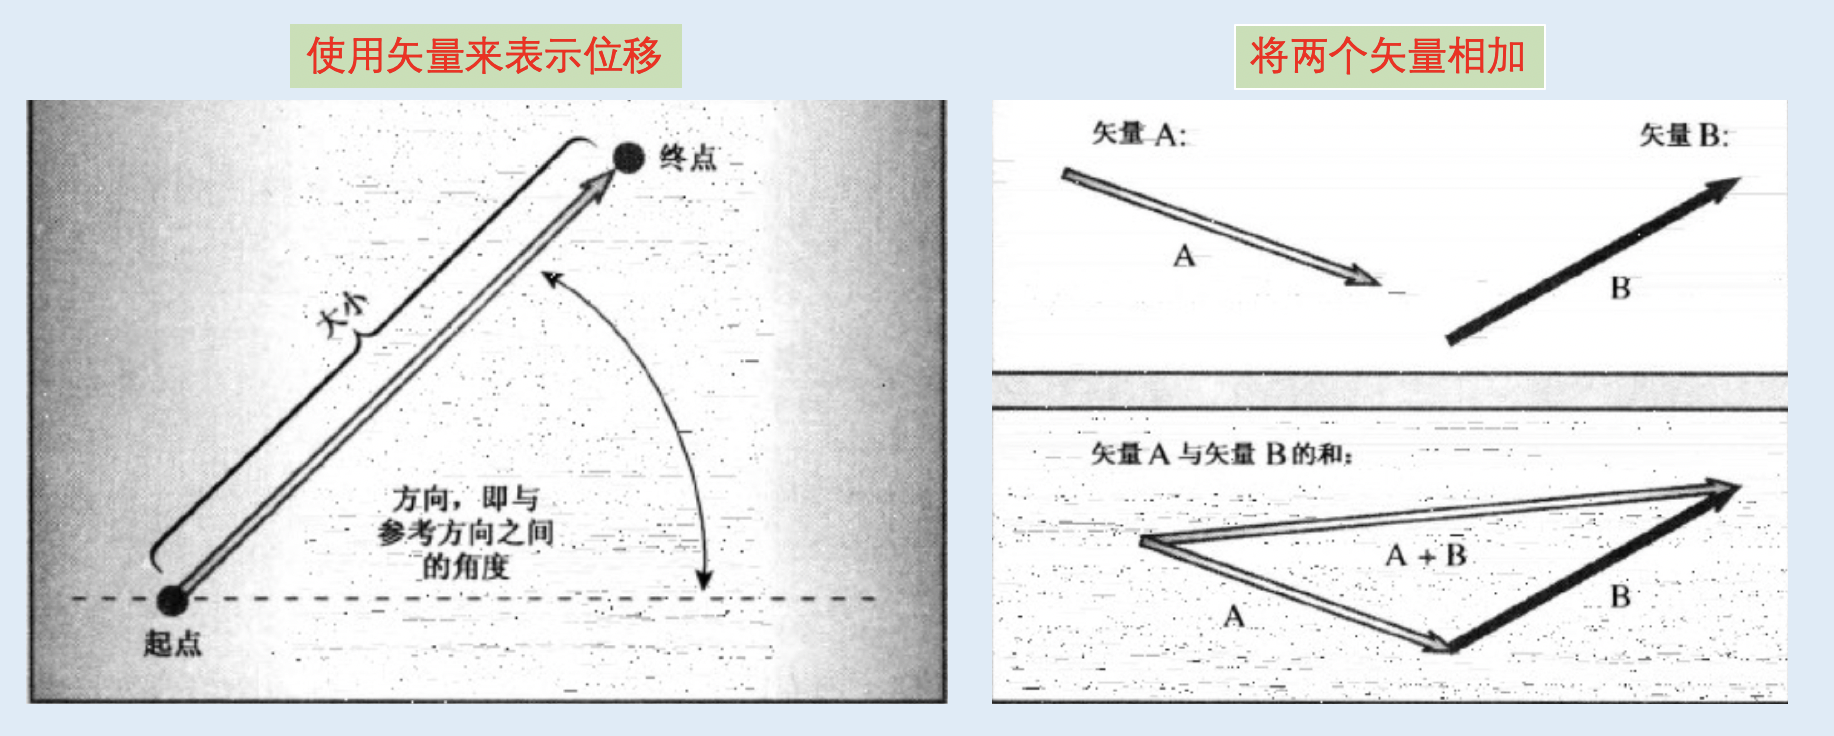 使用矢量来表示位移
终点
大小
方向，即与
参考方向之间
的角度
起点
将两个矢量相加
矢量 A:
矢量 B:
A
B
矢量 A 与矢量 B 的和:
A + B
A
B